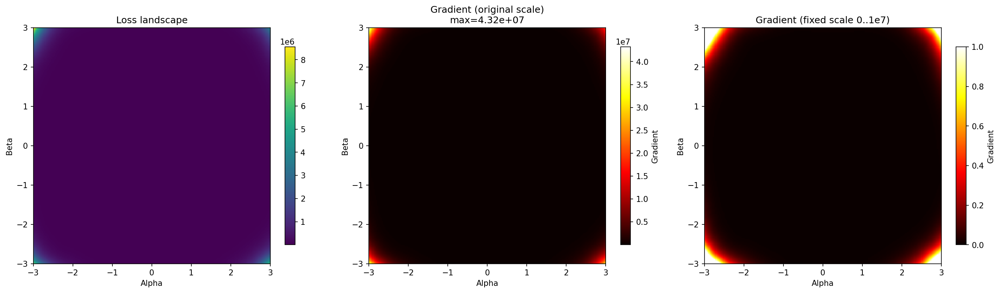 Loss landscape
1e6
3
2
1
0
−1
−2
−3
Beta
−3 −2 −1 0 1 2 3
Alpha
8
7
6
5
4
3
2
1
Gradient (original scale)
max=4.32e+07
1e7
3
2
1
0
−1
−2
−3
Beta
−3 −2 −1 0 1 2 3
Alpha
4.0
3.5
3.0
2.5
2.0
1.5
1.0
0.5
Gradient
Gradient (fixed scale 0..1e7)
3
2
1
0
−1
−2
−3
Beta
−3 −2 −1 0 1 2 3
Alpha
1.0
0.8
0.6
0.4
0.2
0.0
Gradient